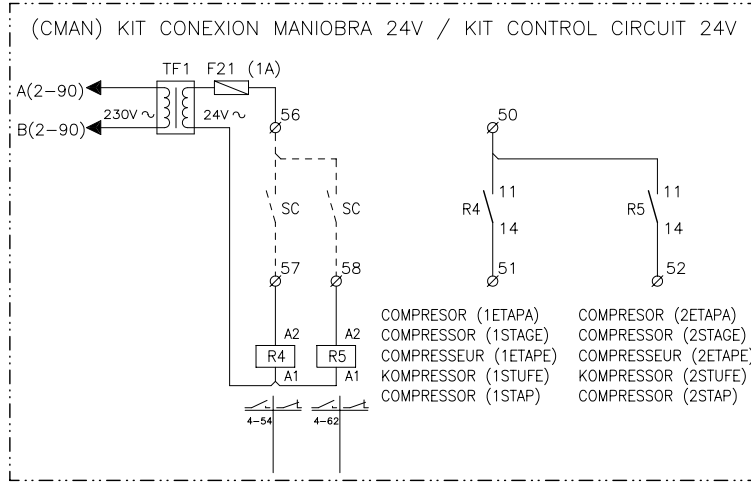 (CMAN) KIT CONEXION MANIOBRA 24V / KIT CONTROL CIRCUIT 24V
TF1 F21 (1A)
A(2-90)
230V ~ 24V ~
B(2-90)
56
50
SC SC
R4 11 14
R5 11 14
57 58
51 52
A2 A2
R4 R5
A1 A1
4-54 4-62
COMPRESOR (1ETAPA)
COMPRESSOR (1STAGE)
COMPRESSEUR (1ETAPE)
KOMPRESSOR (1STUFE)
COMPRESSOR (1STAP)
COMPRESOR (2ETAPA)
COMPRESSOR (2STAGE)
COMPRESSEUR (2ETAPE)
KOMPRESSOR (2STUFE)
COMPRESSOR (2STAP)